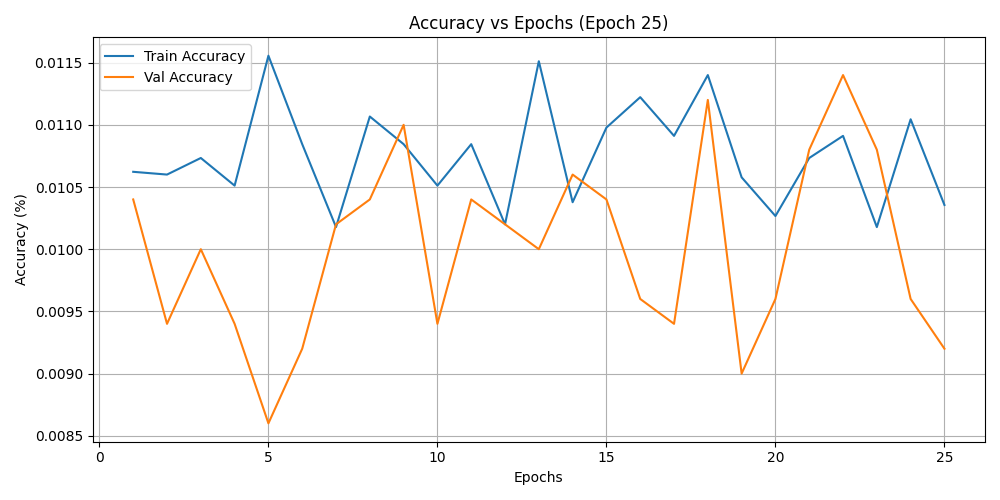 Accuracy vs Epochs (Epoch 25)
Train Accuracy
Val Accuracy
Accuracy (%)
0.0115
0.0110
0.0105
0.0100
0.0095
0.0090
0.0085
0 5 10 15 20 25
Epochs